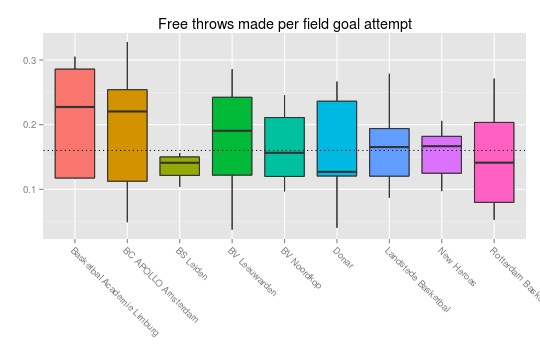 Free throws made per field goal attempt
0.3
0.2
0.1
Basketbal Academie Limburg
BC APOLLO Amsterdam
BS Leiden
BV Leeuwarden
BV Noordkop
Donar
Landstede Basketbal
New Heroes
Rotterdam